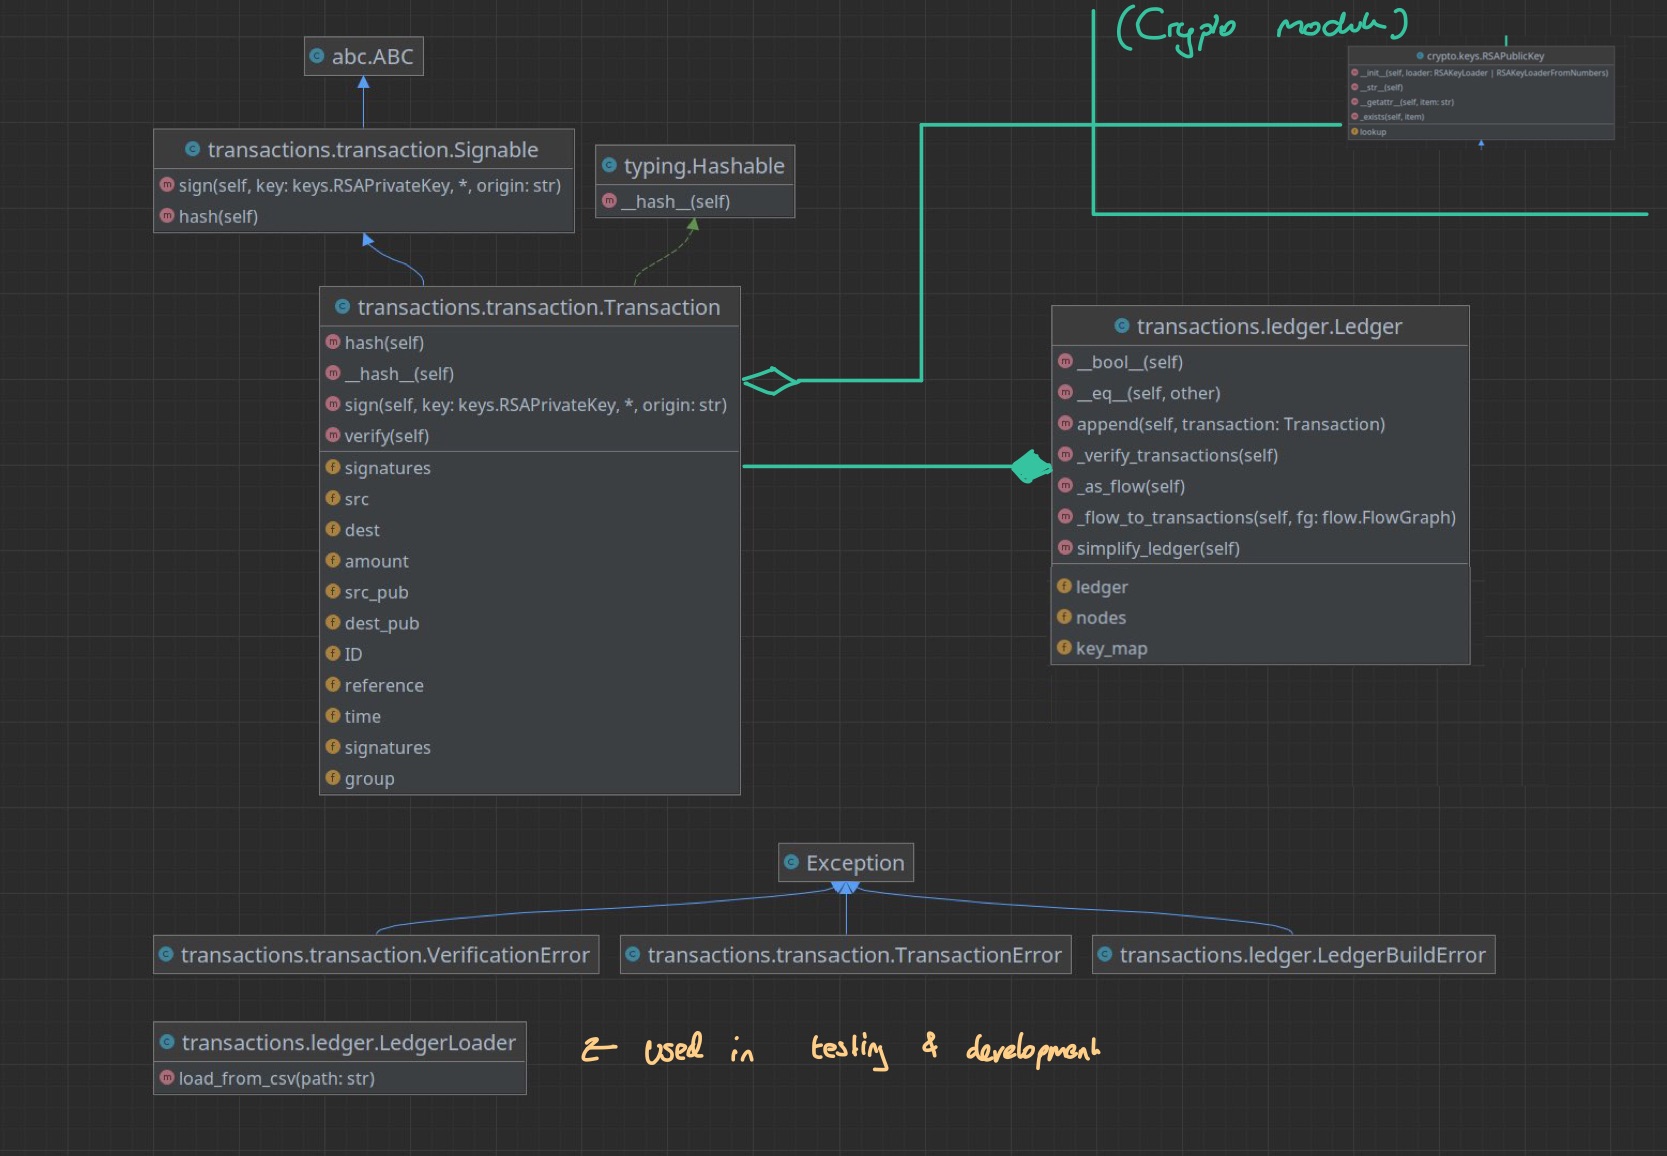 (Crypto module)
crypto.keys.RSAPublicKey
__init__(self, loader: RSAKeyLoader | RSAKeyLoaderFromNumbers)
__str__(self)
__getattr__(self, item: str)
_exists(self, item)
lookup
abc.ABC
transactions.transaction.Signable
sign(self, key: keys.RSAPrivateKey, *, origin: str)
hash(self)
typing.Hashable
__hash__(self)
transactions.transaction.Transaction
hash(self)
__hash__(self)
sign(self, key: keys.RSAPrivateKey, *, origin: str)
verify(self)
signatures
src
dest
amount
src_pub
dest_pub
ID
reference
time
signatures
group
transactions.ledger.Ledger
__bool__(self)
__eq__(self, other)
append(self, transaction: Transaction)
_verify_transactions(self)
_as_flow(self)
_flow_to_transactions(self, fg: flow.FlowGraph)
simplify_ledger(self)
ledger
nodes
key_map
Exception
transactions.transaction.VerificationError
transactions.transaction.TransactionError
transactions.ledger.LedgerBuildError
transactions.ledger.LedgerLoader
load_from_csv(path: str)
← used in testing & development